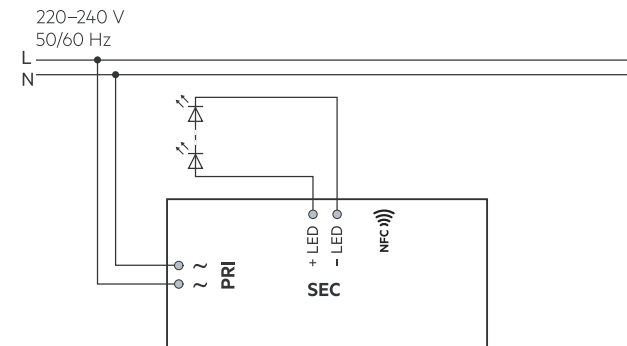 220–240 V
50/60 Hz
L
N
+ LED
– LED
NFC
~
~
PRI
SEC